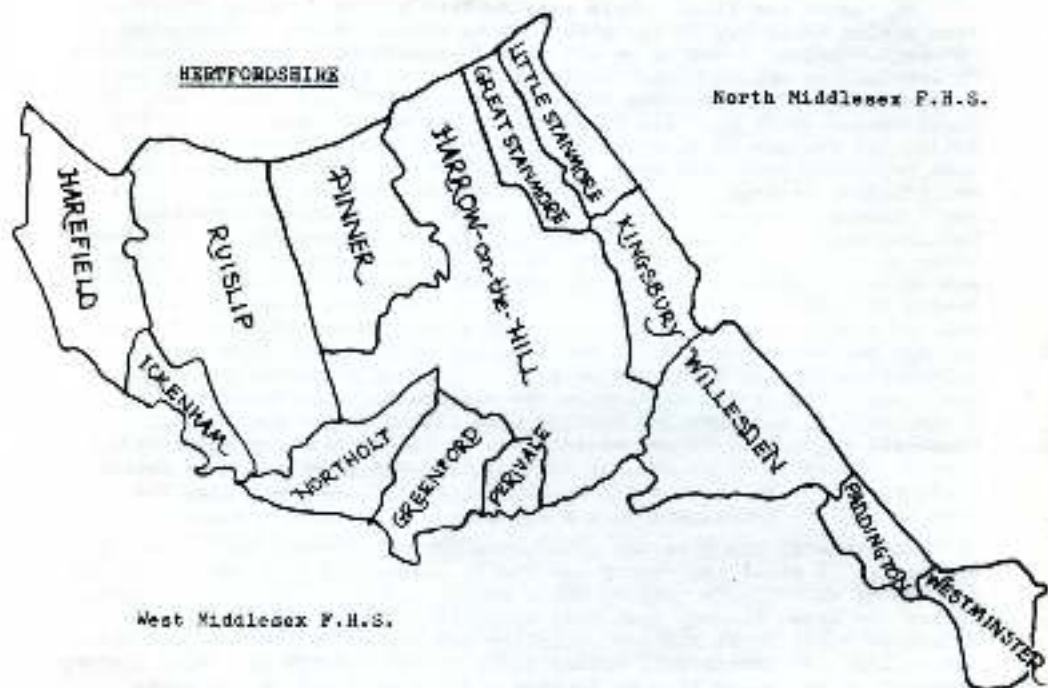 HERTFORDSHIRE
North Middlesex F.H.S.
LITTLE STANMORE
GREAT STANMORE
HAREFIELD
RUISLIP
PINNER
HARROW-on-the-HILL
KINGSBURY
ICKENHAM
NORTHOLT
GREENFORD
PERIVALE
WILLESDEN
PADDINGTON
WESTMINSTER
West Middlesex F.H.S.